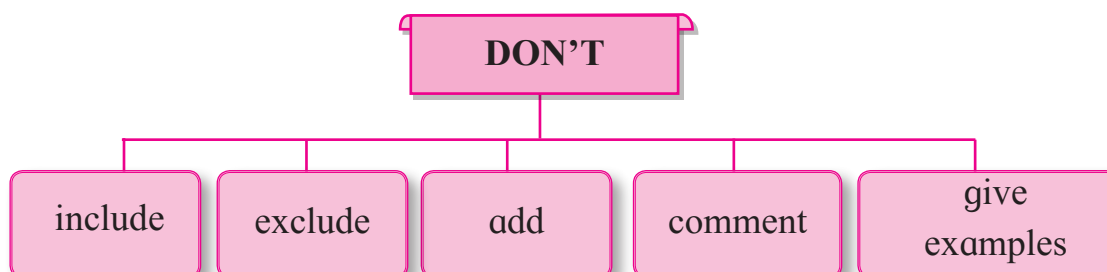 DON’T
include
exclude
add
comment
give
examples